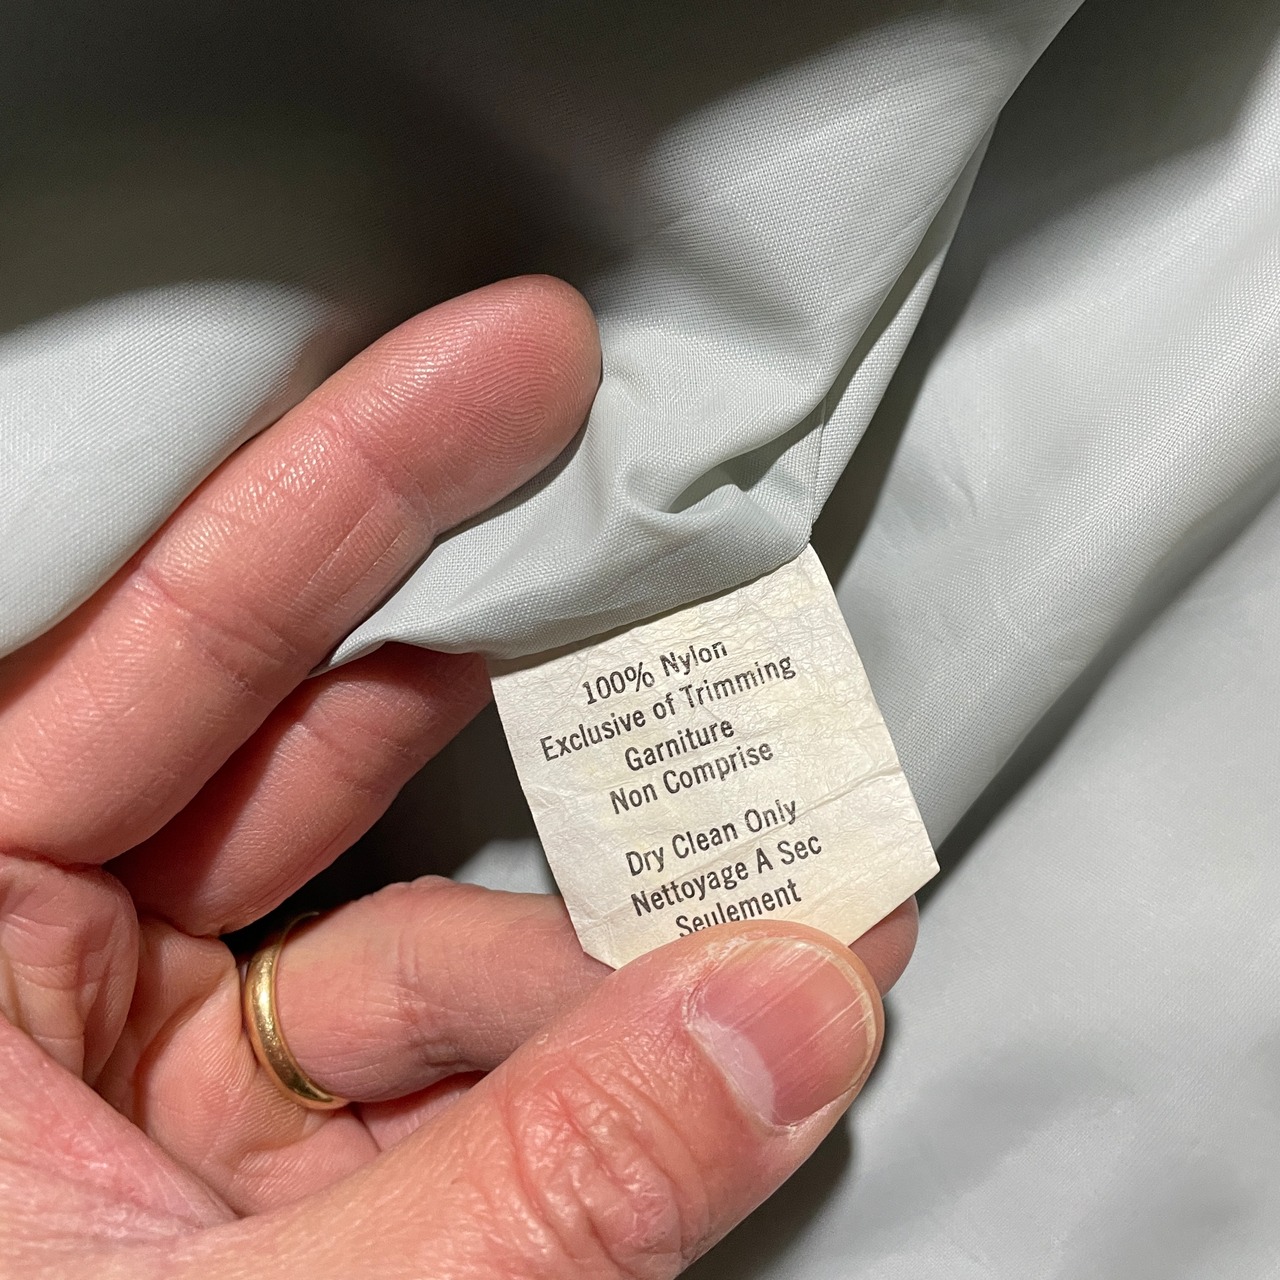 100% Nylon
Exclusive of Trimming
Garniture
Non Comprise
Dry Clean Only
Nettoyage A Sec
Seulement